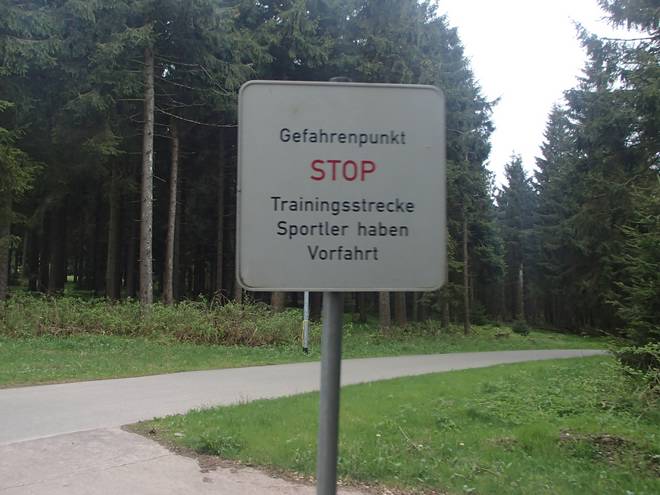 Gefahrenpunkt
STOP
Trainingsstrecke
Sportler haben
Vorfahrt